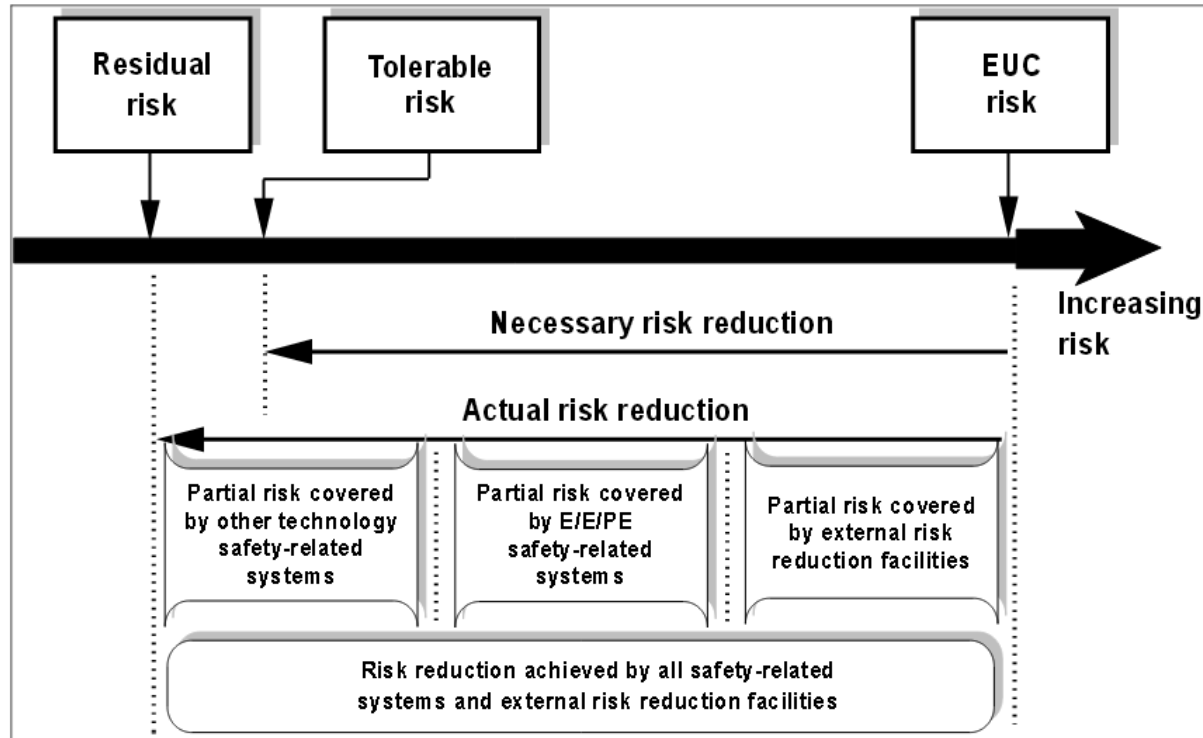 Residual
risk
Tolerable
risk
EUC
risk
Increasing
risk
Necessary risk reduction
Actual risk reduction
Partial risk covered
by other technology
safety-related
systems
Partial risk covered
by E/E/PE
safety-related
systems
Partial risk covered
by external risk
reduction facilities
Risk reduction achieved by all safety-related
systems and external risk reduction facilities